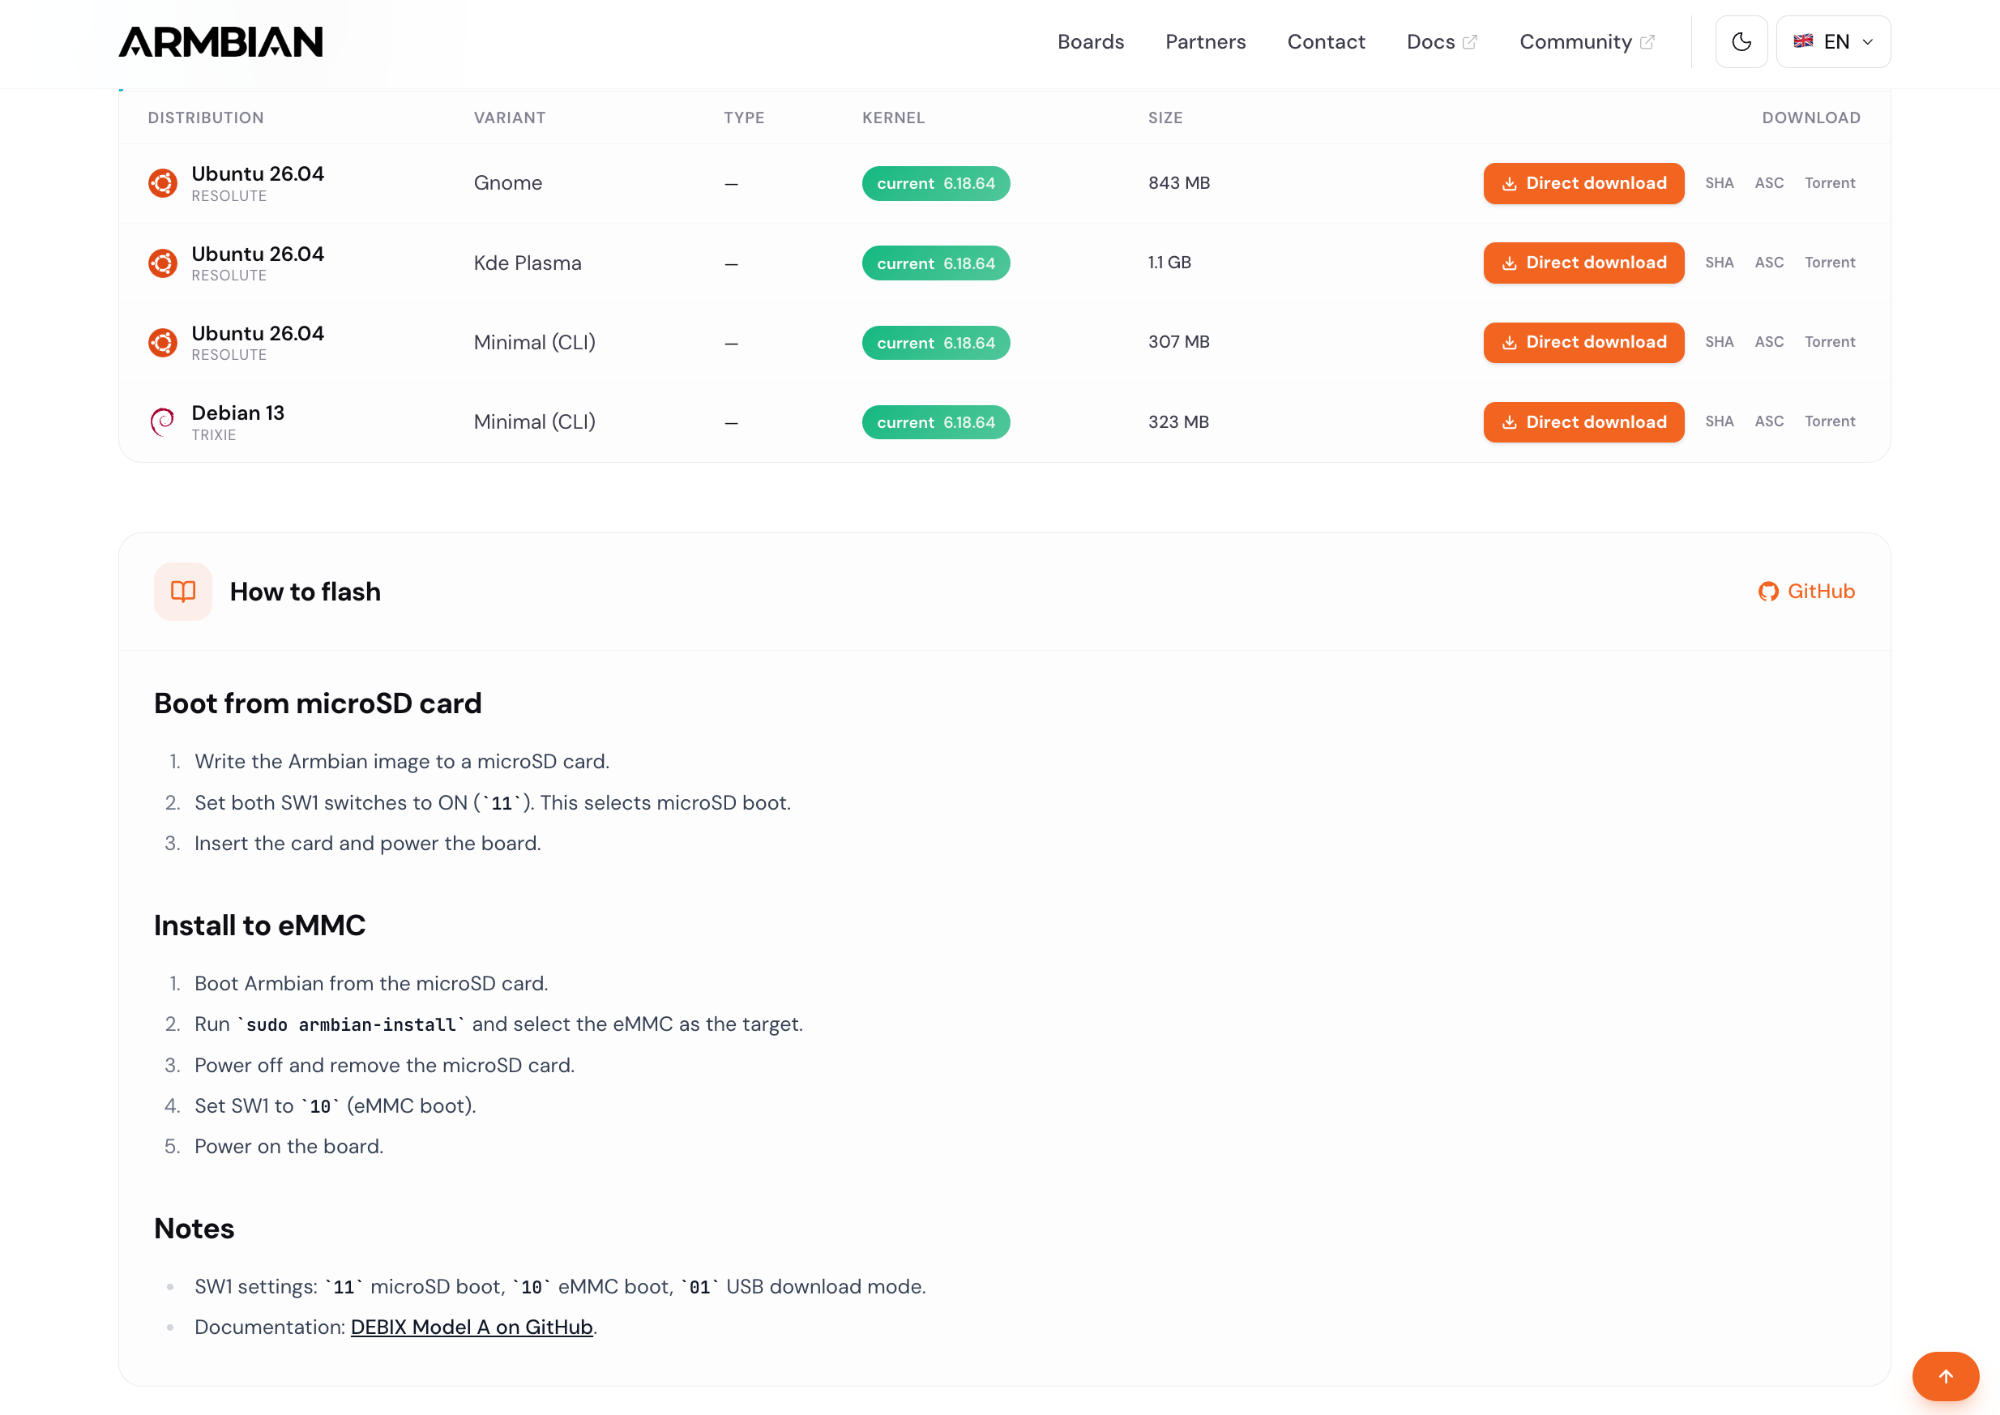 ARMBIAN
Boards Partners Contact Docs Community EN
DISTRIBUTION VARIANT TYPE KERNEL SIZE DOWNLOAD
Ubuntu 26.04 Gnome — current 6.18.64 843 MB Direct download SHA ASC Torrent
RESOLUTE
Ubuntu 26.04 Kde Plasma — current 6.18.64 1.1 GB Direct download SHA ASC Torrent
RESOLUTE
Ubuntu 26.04 Minimal (CLI) — current 6.18.64 307 MB Direct download SHA ASC Torrent
RESOLUTE
Debian 13 Minimal (CLI) — current 6.18.64 323 MB Direct download SHA ASC Torrent
TRIXIE
How to flash GitHub
Boot from microSD card
1. Write the Armbian image to a microSD card.
2. Set both SW1 switches to ON (`11`). This selects microSD boot.
3. Insert the card and power the board.
Install to eMMC
1. Boot Armbian from the microSD card.
2. Run `sudo armbian-install` and select the eMMC as the target.
3. Power off and remove the microSD card.
4. Set SW1 to `10` (eMMC boot).
5. Power on the board.
Notes
• SW1 settings: `11` microSD boot, `10` eMMC boot, `01` USB download mode.
• Documentation: DEBIX Model A on GitHub.